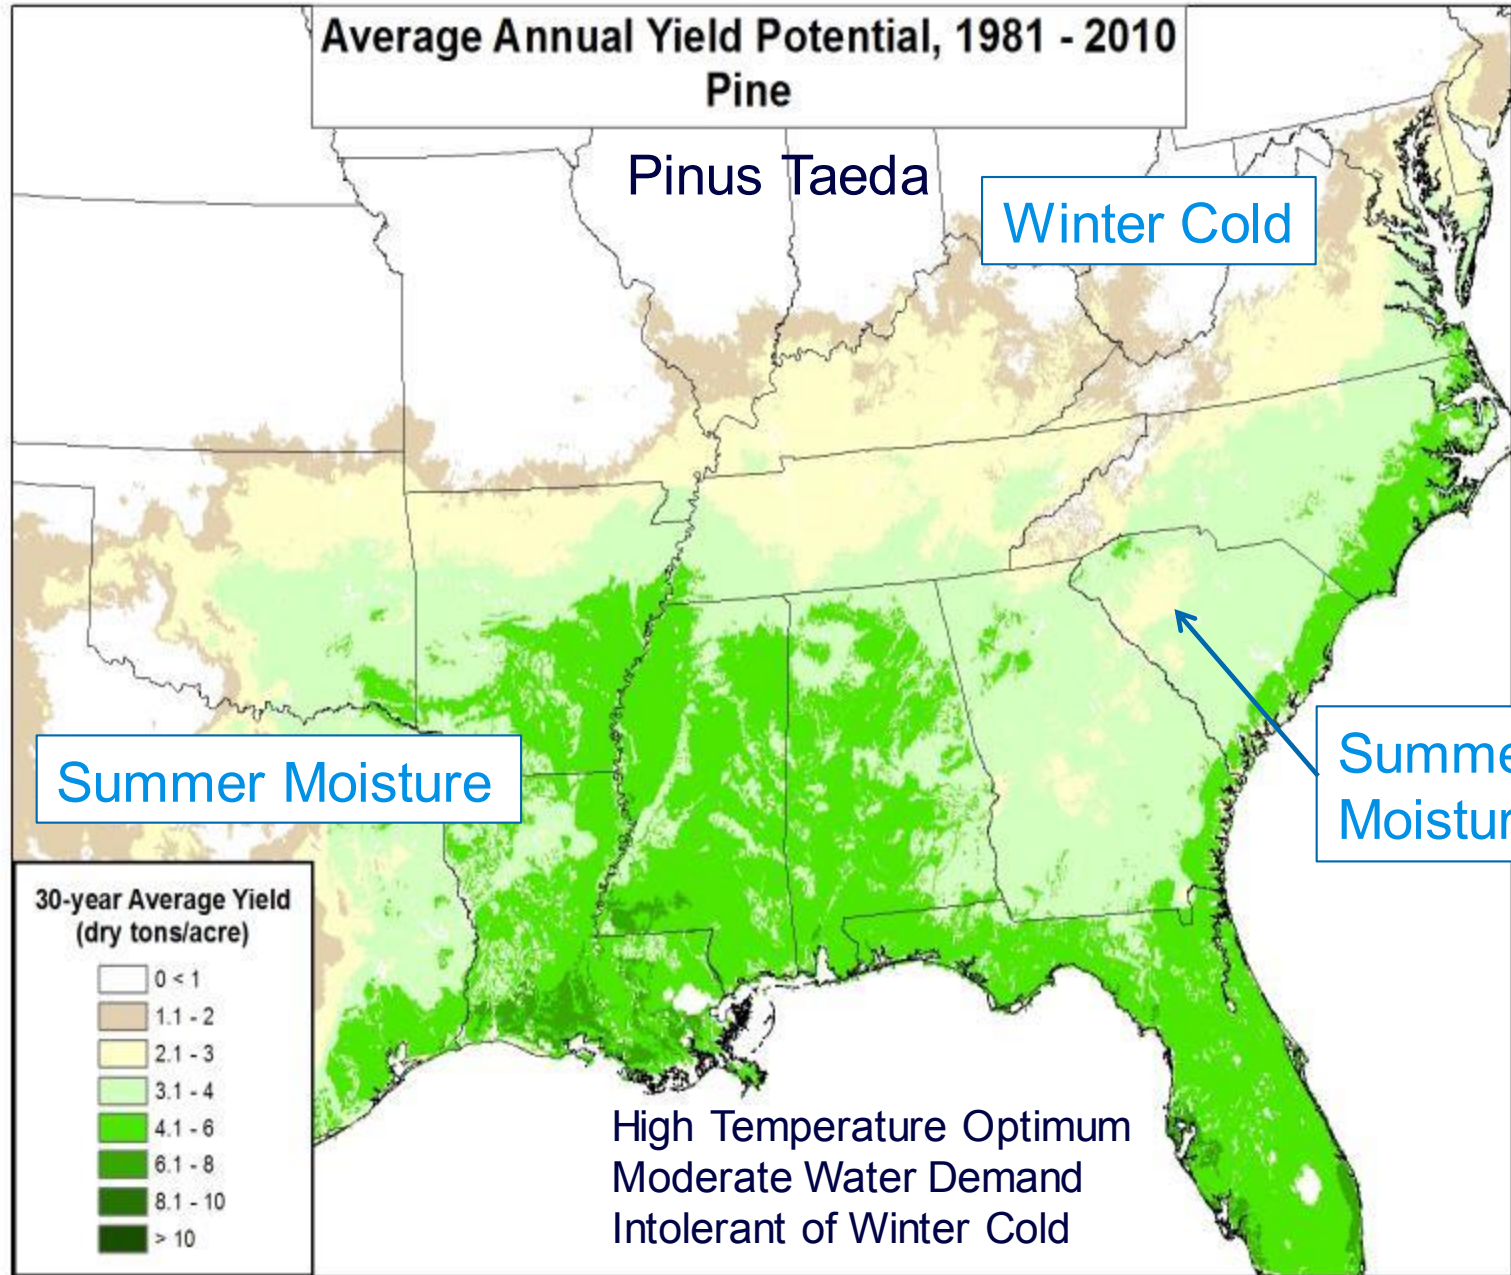 Average Annual Yield Potential, 1981 - 2010
Pine
Pinus Taeda
Winter Cold
Summer Moisture
Summe
Moistur
30-year Average Yield
(dry tons/acre)
0 < 1
1.1 - 2
2.1 - 3
3.1 - 4
4.1 - 6
6.1 - 8
8.1 - 10
> 10
High Temperature Optimum
Moderate Water Demand
Intolerant of Winter Cold